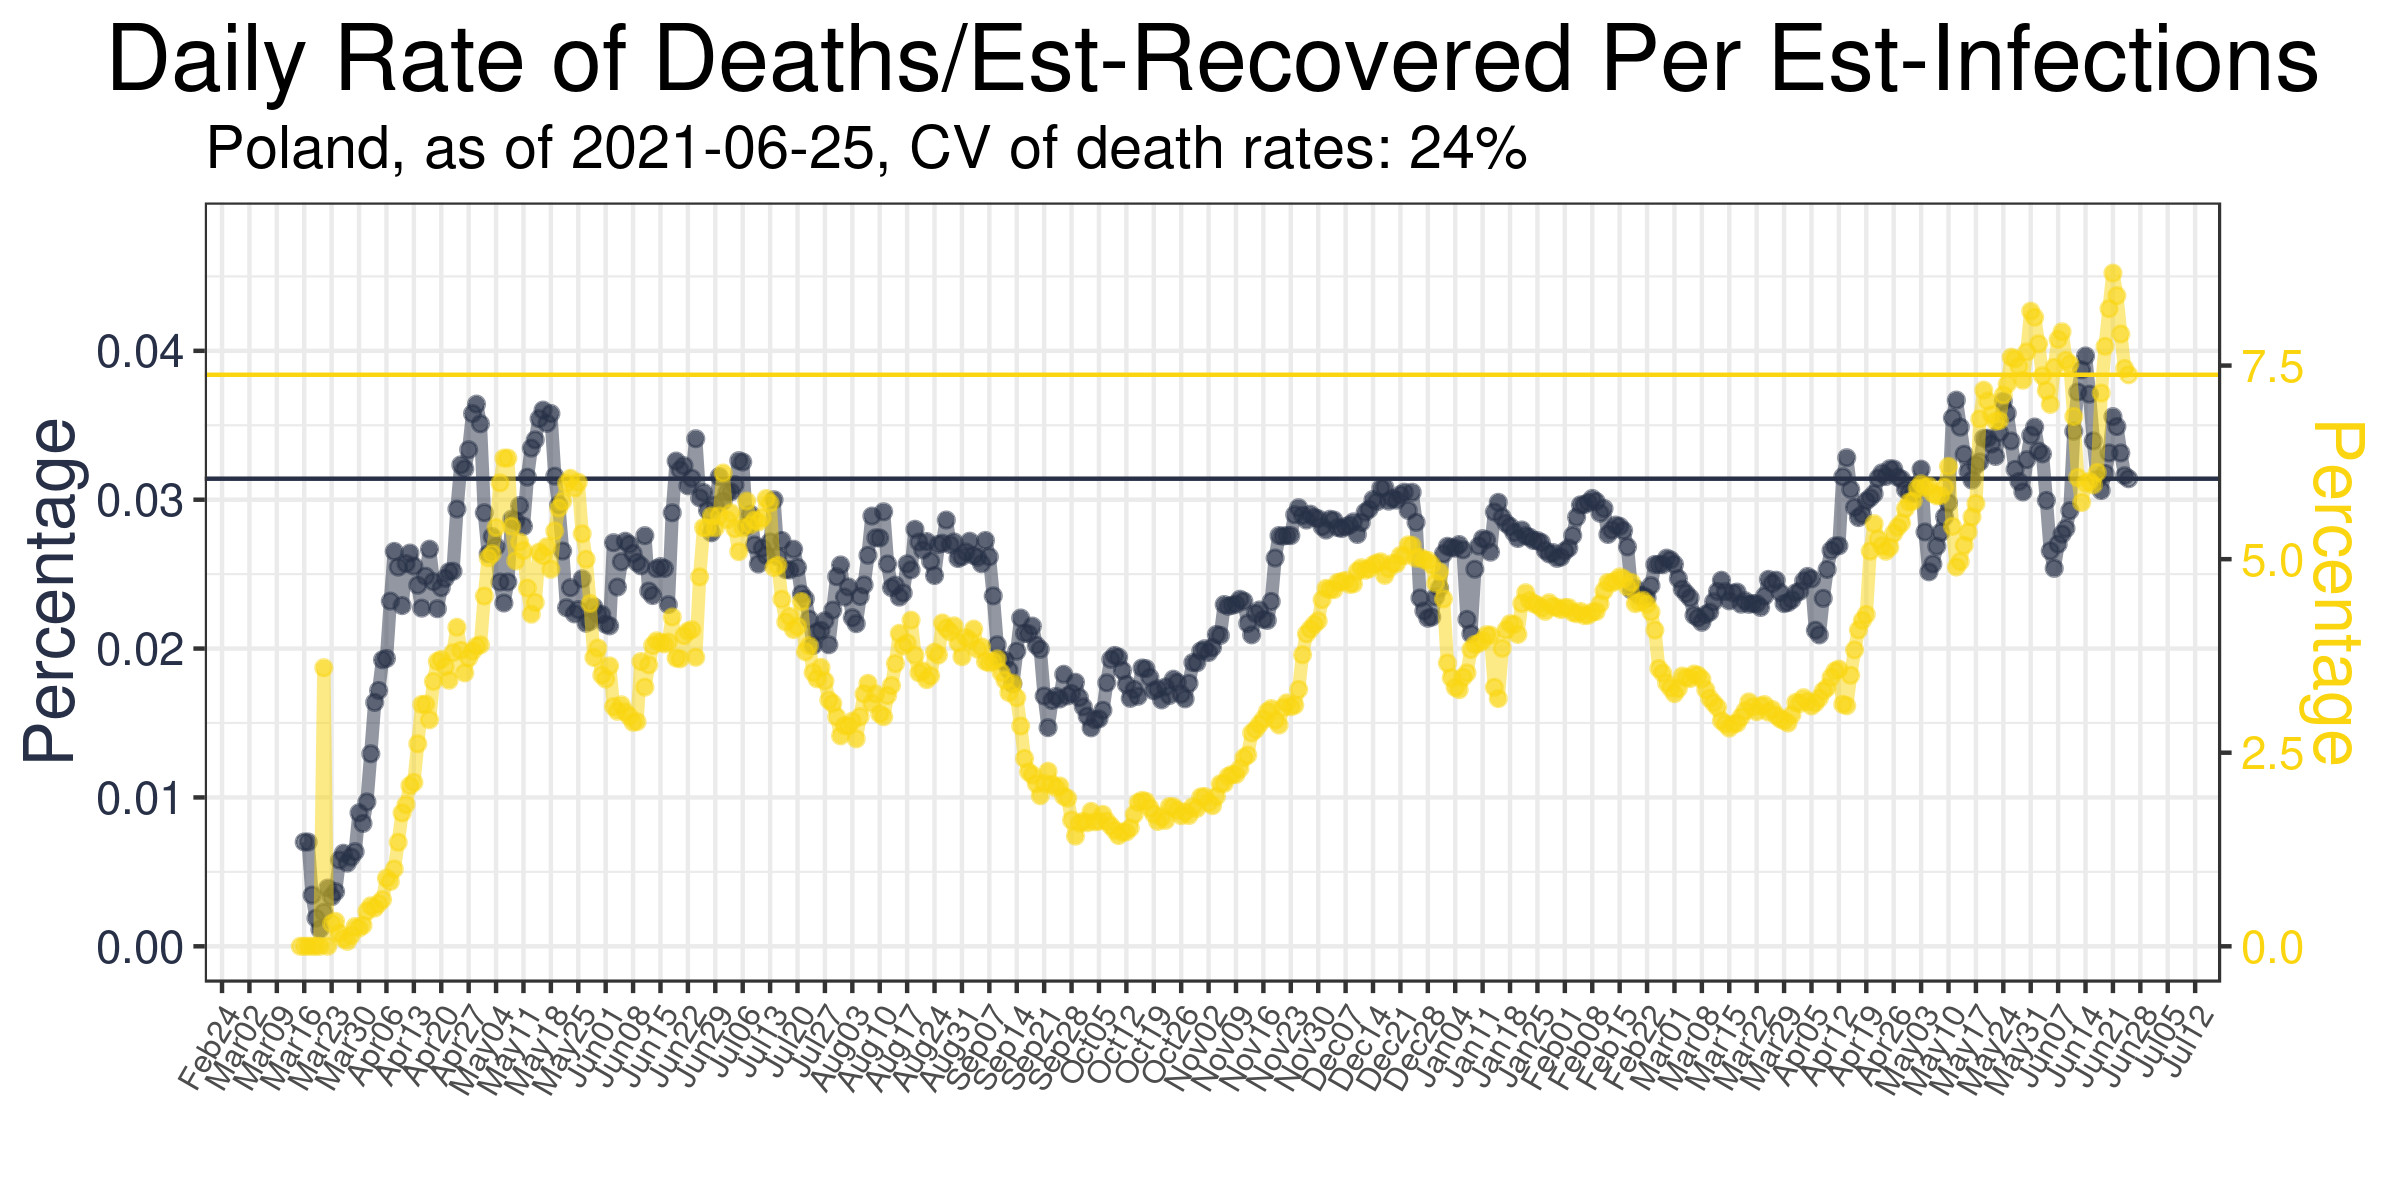 Daily Rate of Deaths/Est-Recovered Per Est-Infections
Poland, as of 2021-06-25, CV of death rates: 24%
Percentage
0.04
0.03
0.02
0.01
0.00
7.5
5.0
2.5
0.0
Percentage
Feb24 Mar02 Mar09 Mar16 Mar23 Mar30 Apr06 Apr13 Apr20 Apr27 May04 May11 May18 May25 Jun01 Jun08 Jun15 Jun22 Jun29 Jul06 Jul13 Jul20 Jul27 Aug03 Aug10 Aug17 Aug24 Aug31 Sep07 Sep14 Sep21 Sep28 Oct05 Oct12 Oct19 Oct26 Nov02 Nov09 Nov16 Nov23 Nov30 Dec07 Dec14 Dec21 Dec28 Jan04 Jan11 Jan18 Jan25 Feb01 Feb08 Feb15 Feb22 Mar01 Mar08 Mar15 Mar22 Mar29 Apr05 Apr12 Apr19 Apr26 May03 May10 May17 May24 May31 Jun07 Jun14 Jun21 Jun28 Jul05 Jul12